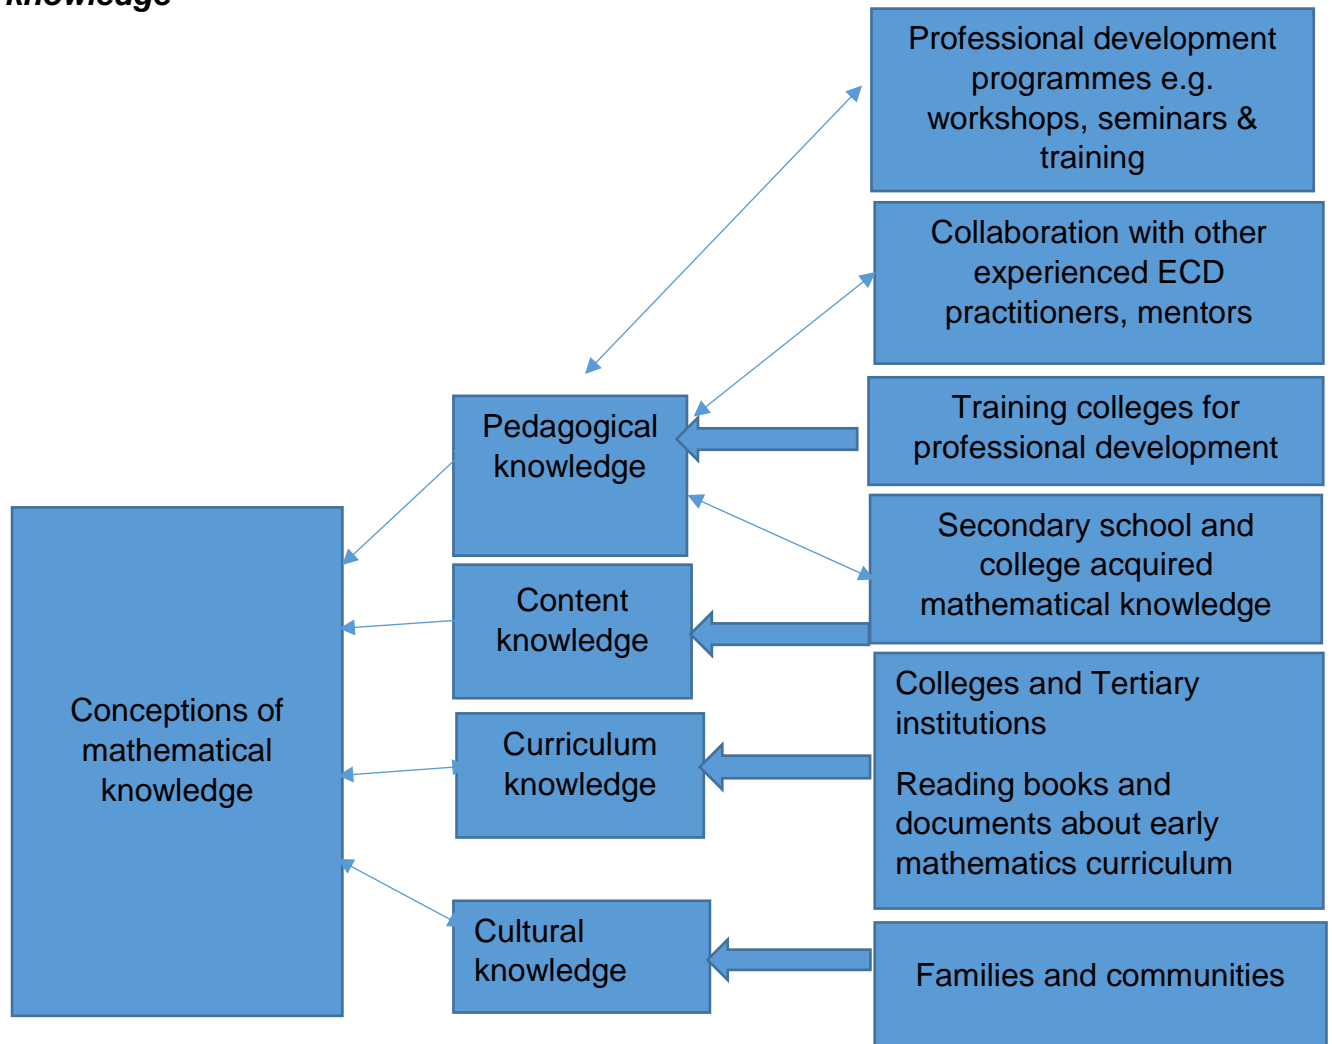 knowledge
Professional development
programmes e.g.
workshops, seminars &
training
Collaboration with other
experienced ECD
practitioners, mentors
Pedagogical
knowledge
Training colleges for
professional development
Secondary school and
college acquired
mathematical knowledge
Content
knowledge
Conceptions of
mathematical
knowledge
Curriculum
knowledge
Colleges and Tertiary
institutions
Reading books and
documents about early
mathematics curriculum
Cultural
knowledge
Families and communities